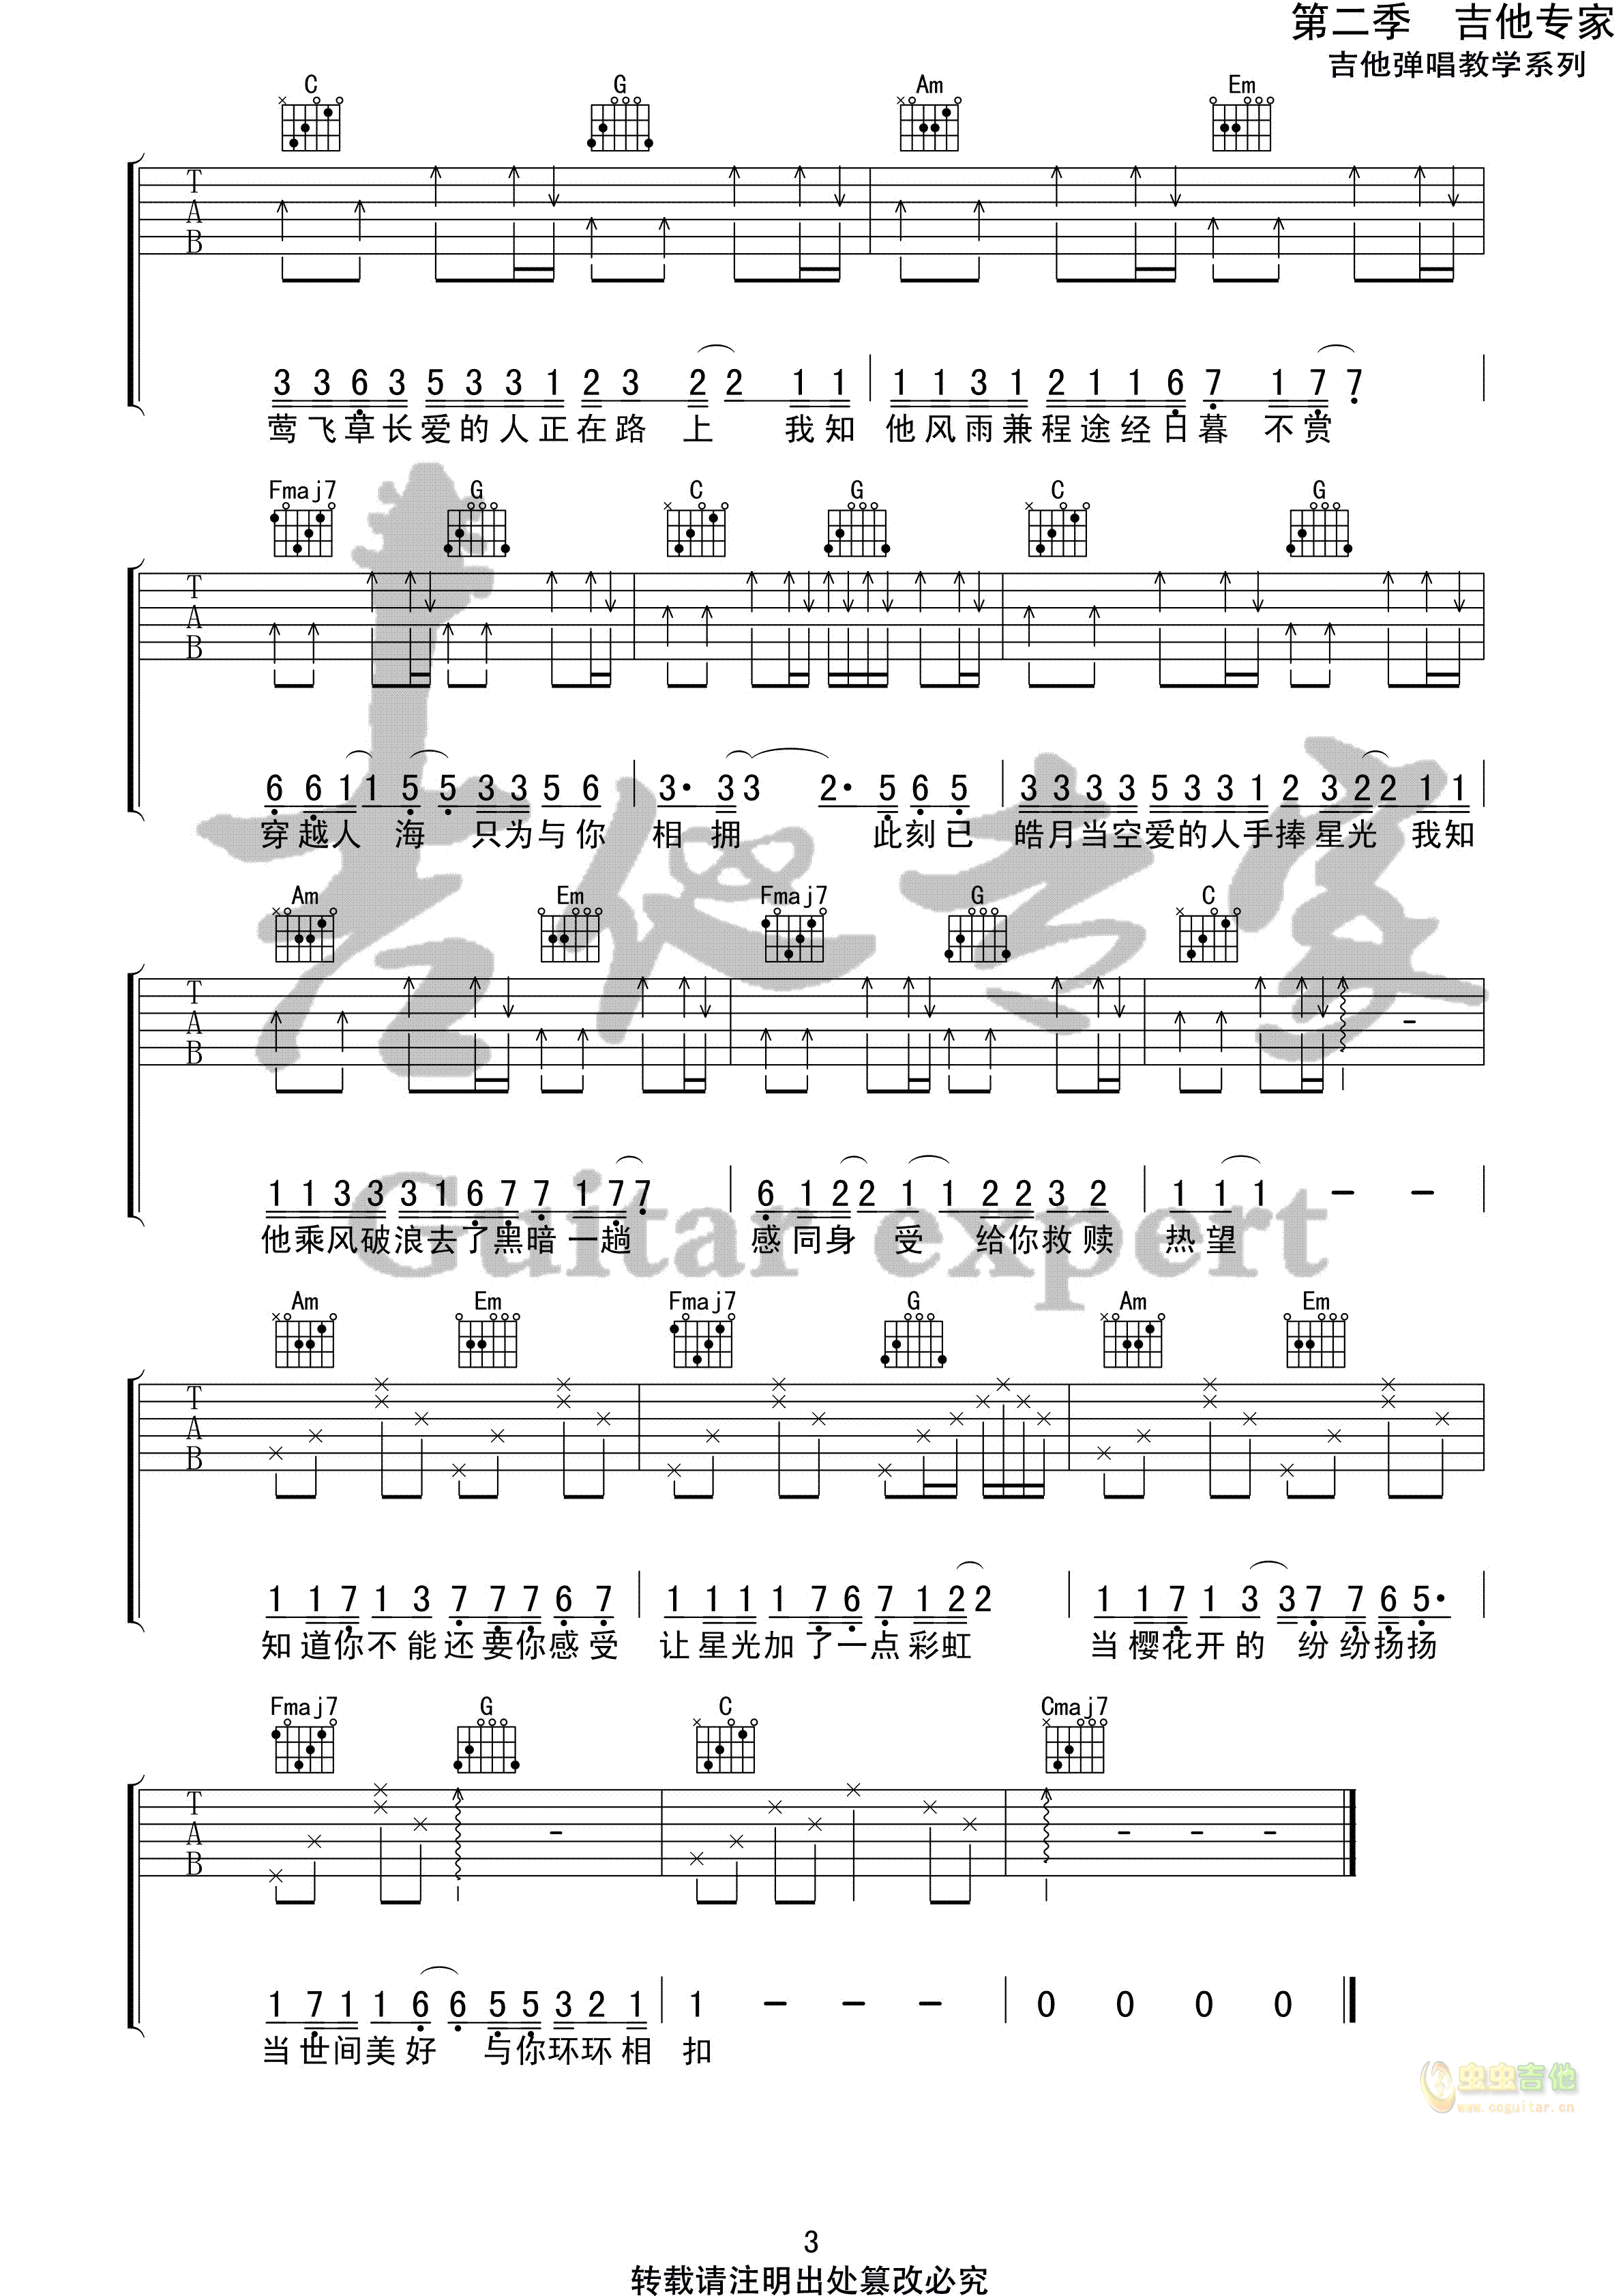 第二季 吉他专家
吉他弹唱教学系列
C G Am Em
T
A
B
3 3 6 3 5 3 3 1 2 3 2 2 1 1 1 1 3 1 2 1 1 6 7 1 7 7
莺飞草长爱的人正在路 上 我知 他风雨兼程途经日暮 不赏
Fmaj7 G C G C G
T
A
B
6 6 1 1 5 5 3 3 5 6 3· 3 3 2· 5 6 5 3 3 3 3 5 3 3 1 2 3 2 2 1 1
穿越人 海 只为与你 相 拥 此刻已 皓月当空爱的人手捧星光 我知
Am Em Fmaj7 G C
T
A
B
1 1 3 3 3 1 6 7 7 1 7 7 6 1 2 2 1 1 2 2 3 2 1 1 1 – –
他乘风破浪去了黑暗一趟 感同身 受 给你救赎 热望
吉他专家
Guitar expert
Am Em Fmaj7 G Am Em
T
A
B
1 1 7 1 3 7 7 7 6 7 1 1 1 1 7 6 7 1 2 2 1 1 7 1 3 3 7 7 6 5·
知道你不能还要你感受 让星光加了一点彩虹 当樱花开的 纷纷扬扬
Fmaj7 G C Cmaj7
T
A
B
1 7 1 1 6 6 5 5 3 2 1 1 – – – 0 0 0 0
当世间美好 与你环环相 扣
虫虫吉他
www.ccguitar.cn
3
转载请注明出处篡改必究